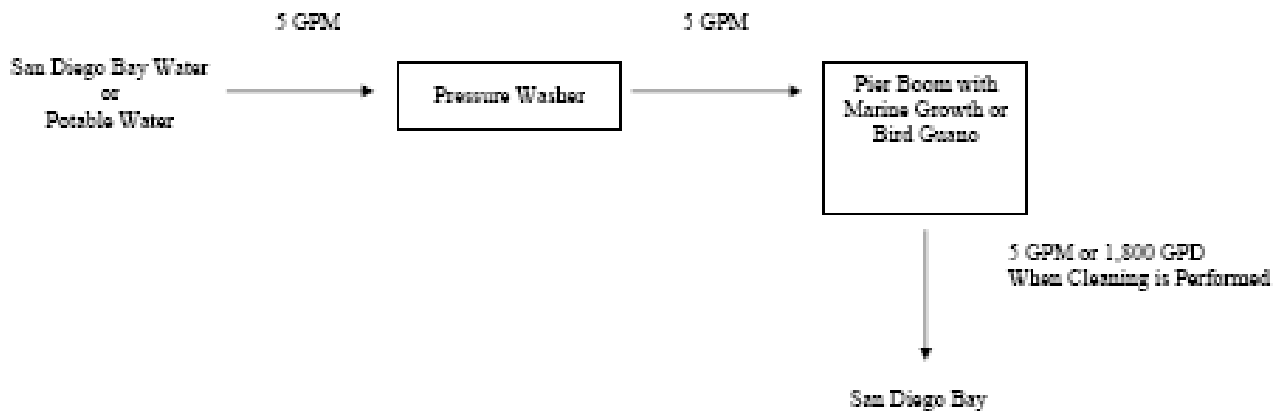 5 GPM
5 GPM
San Diego Bay Water
or
Potable Water
Pressure Washer
Pier Boom with
Marine Growth or
Bird Guano
5 GPM or 1,800 GPD
When Cleaning is Performed
San Diego Bay